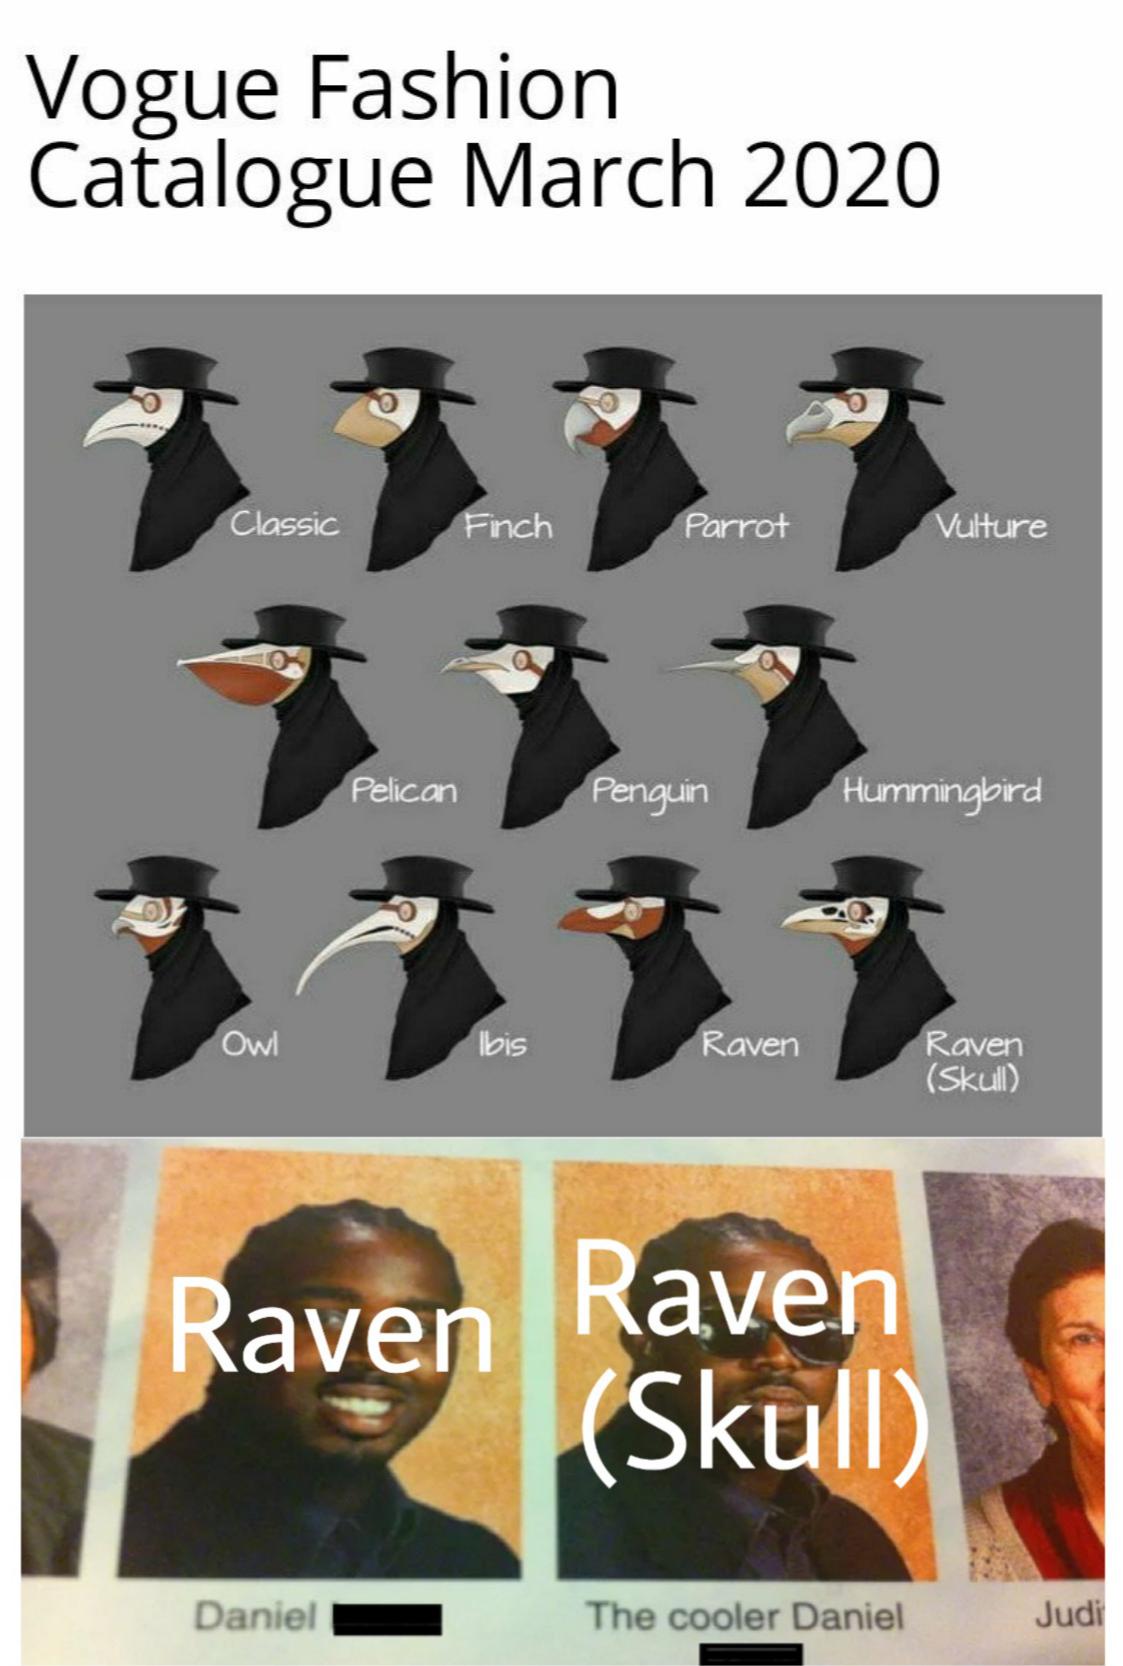 Vogue Fashion
Catalogue March 2020
Classic
Finch
Parrot
Vulture
Pelican
Penguin
Hummingbird
Owl
Ibis
Raven
Raven
(Skull)
Raven
Raven
(Skull)
Daniel
The cooler Daniel
Judi